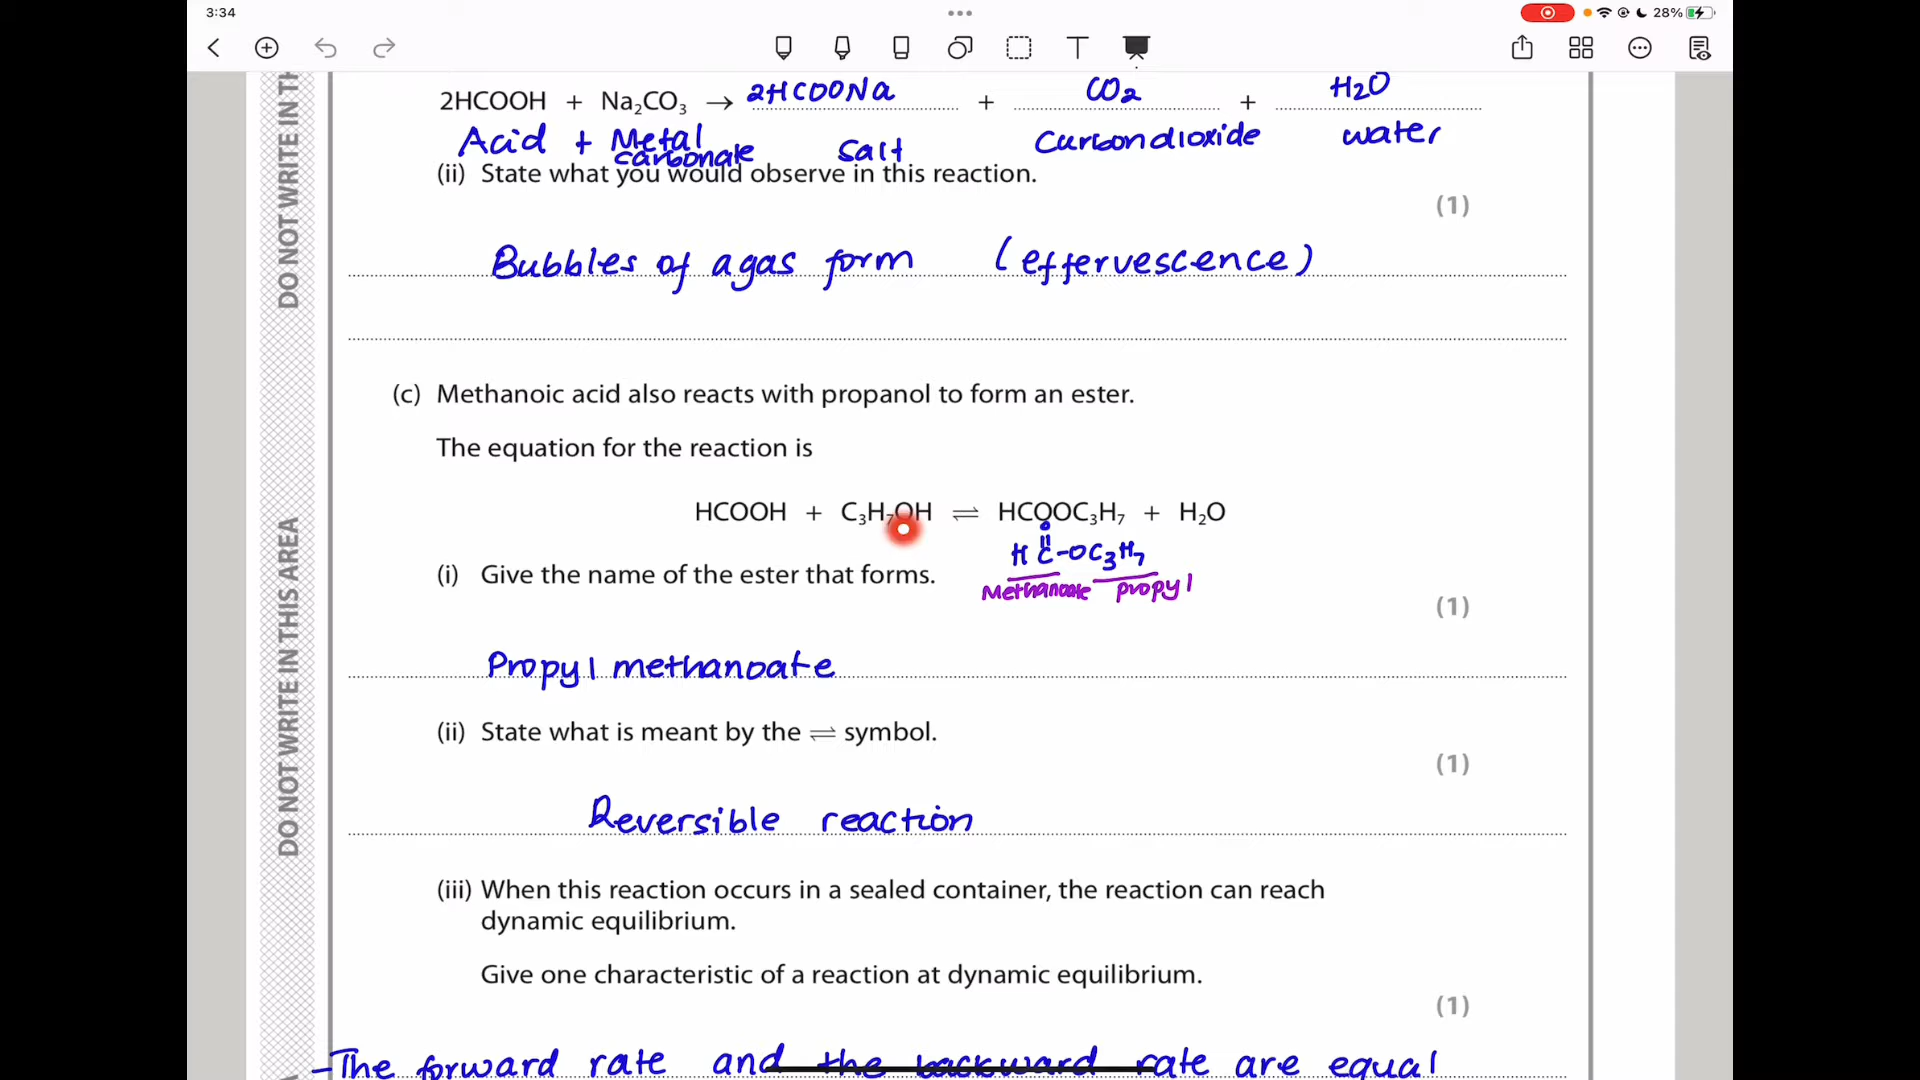 3:34
28%
2HCOOH + Na₂CO₃ → 2HCOONa + CO₂ + H₂O
Acid + Metal carbonate Salt Carbondioxide water
(ii) State what you would observe in this reaction.
(1)
Bubbles of a gas form (effervescence)
(c) Methanoic acid also reacts with propanol to form an ester.
The equation for the reaction is
HCOOH + C₃H₇OH ⇌ HCOOC₃H₇ + H₂O
O
||
H C-OC₃H₇
(i) Give the name of the ester that forms.
Methanoate propyl
(1)
Propyl methanoate
(ii) State what is meant by the ⇌ symbol.
(1)
Reversible reaction
(iii) When this reaction occurs in a sealed container, the reaction can reach
dynamic equilibrium.
Give one characteristic of a reaction at dynamic equilibrium.
(1)
-The forward rate and the backward rate are equal
DO NOT WRITE IN TH
DO NOT WRITE IN THIS AREA